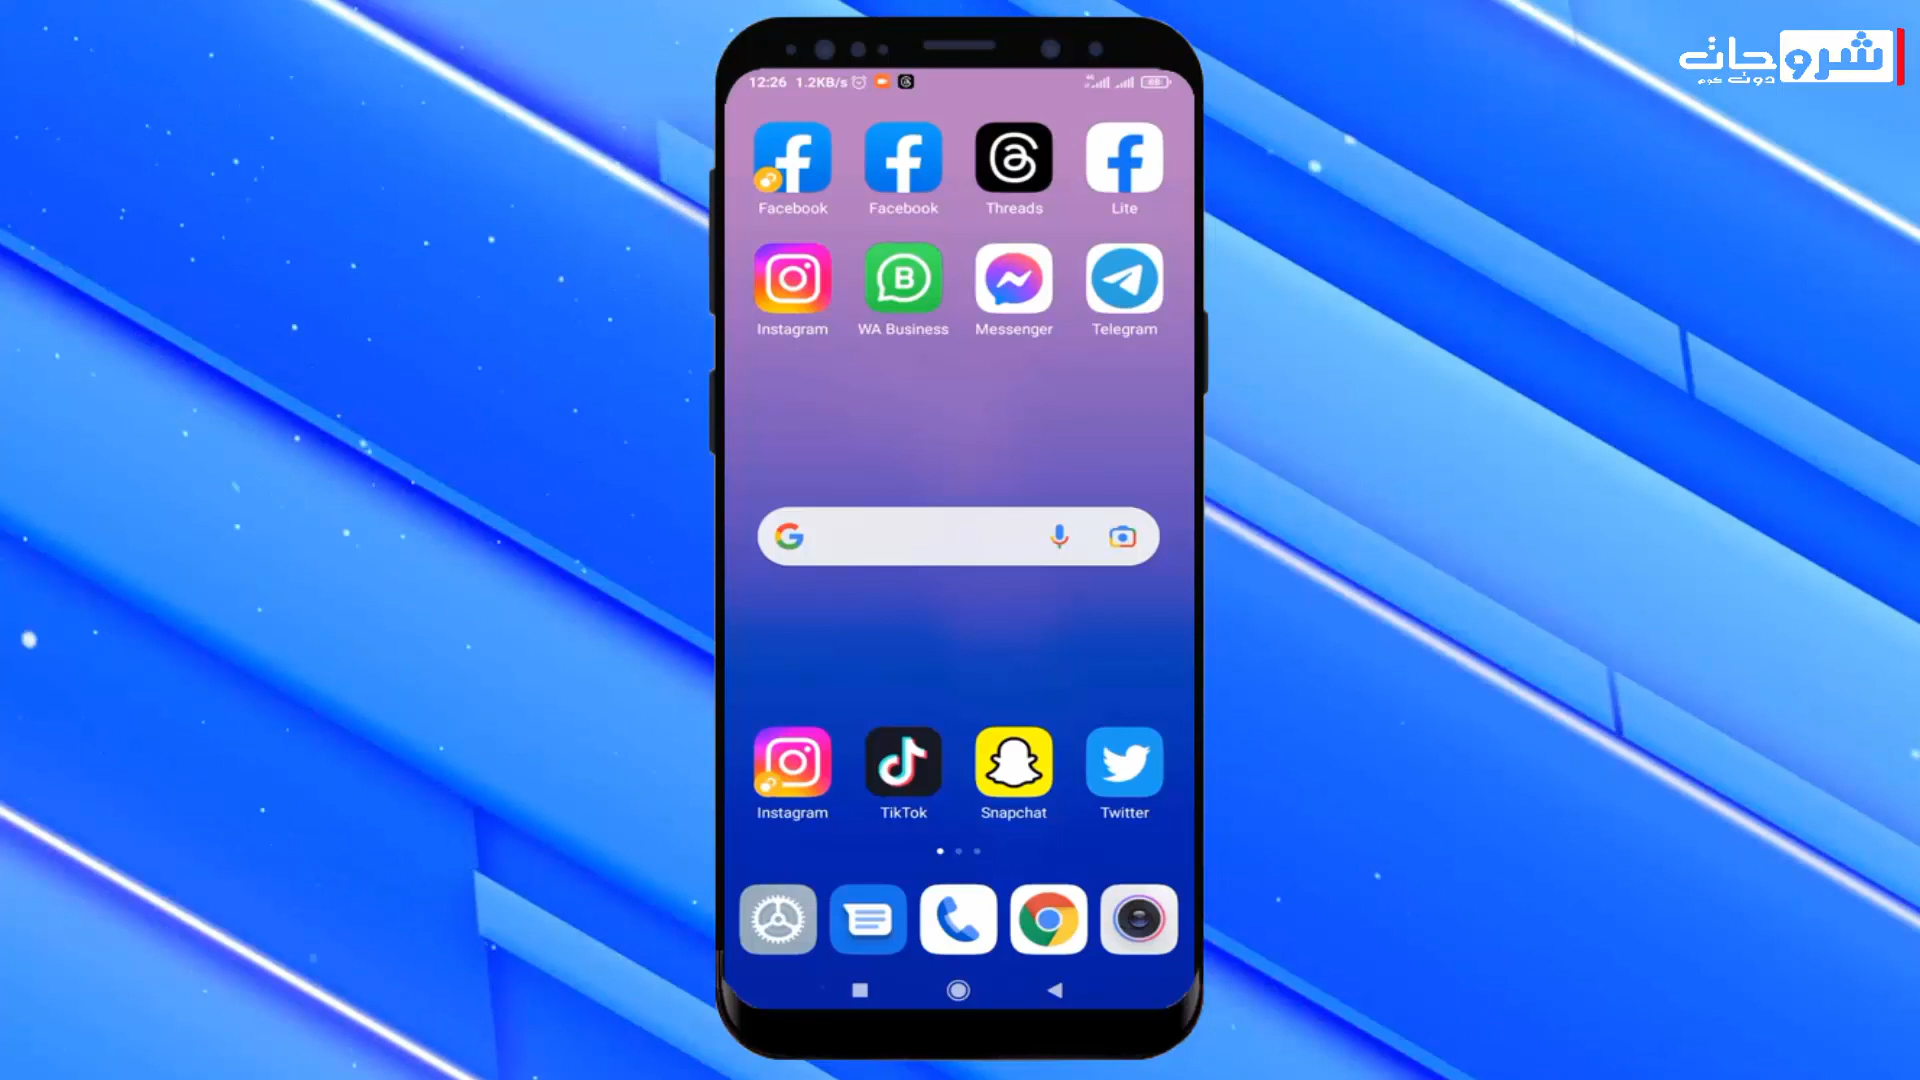 شروحات
دوت كوم
12:26 1.2KB/s
Facebook Facebook Threads Lite
Instagram WA Business Messenger Telegram
Instagram TikTok Snapchat Twitter